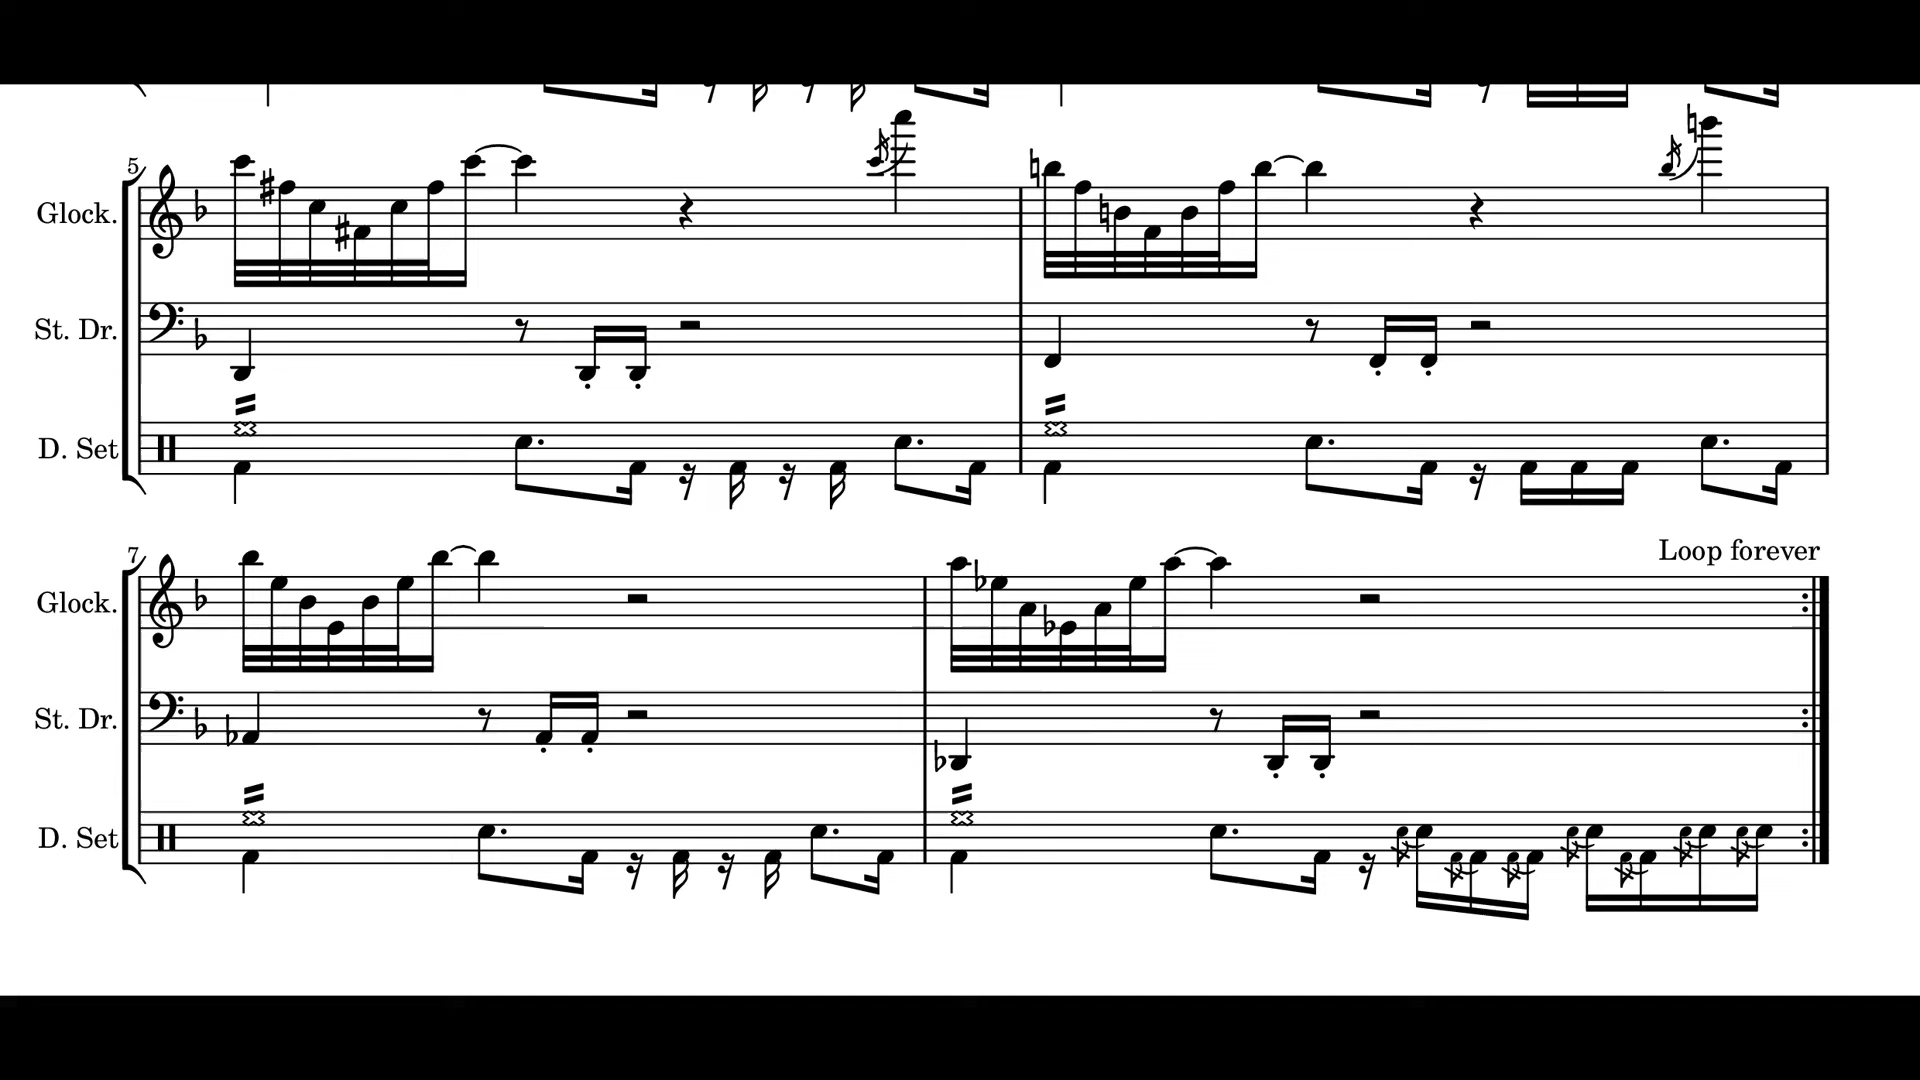 5
Glock.
St. Dr.
D. Set
7
Loop forever
Glock.
St. Dr.
D. Set